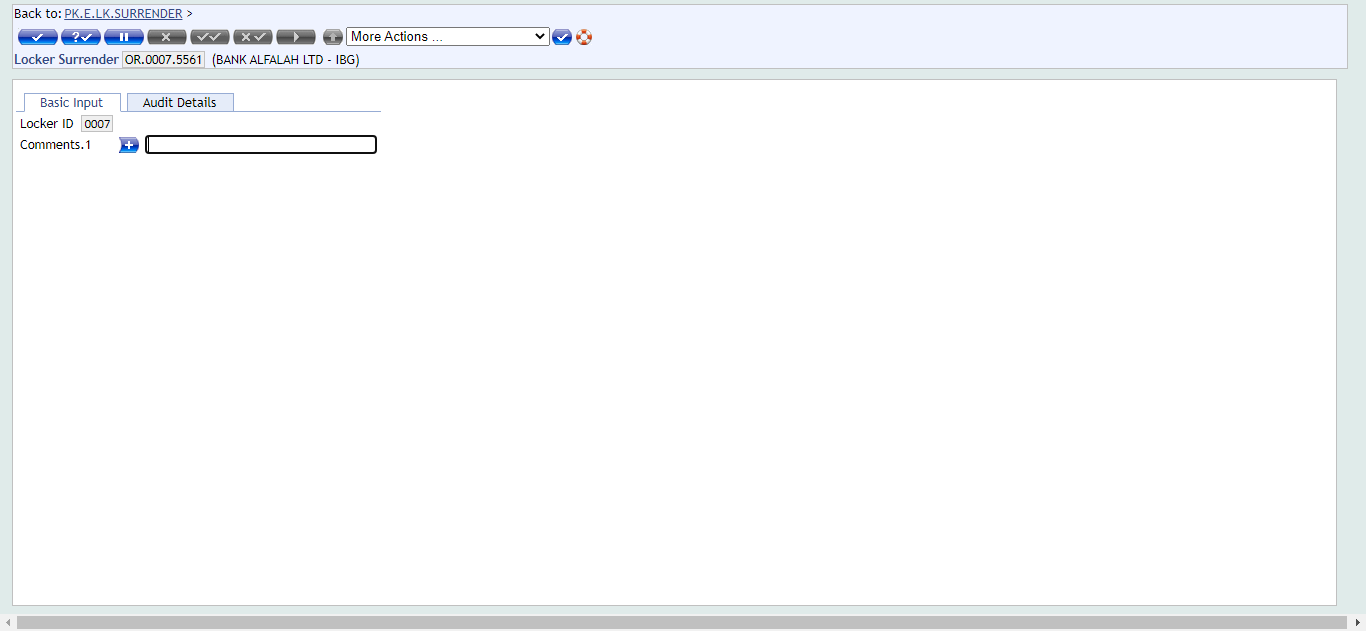 Back to: PK.E.LK.SURRENDER >
More Actions ...
Locker Surrender OR.0007.5561 (BANK ALFALAH LTD - IBG)
Basic Input Audit Details
Locker ID 0007
Comments.1